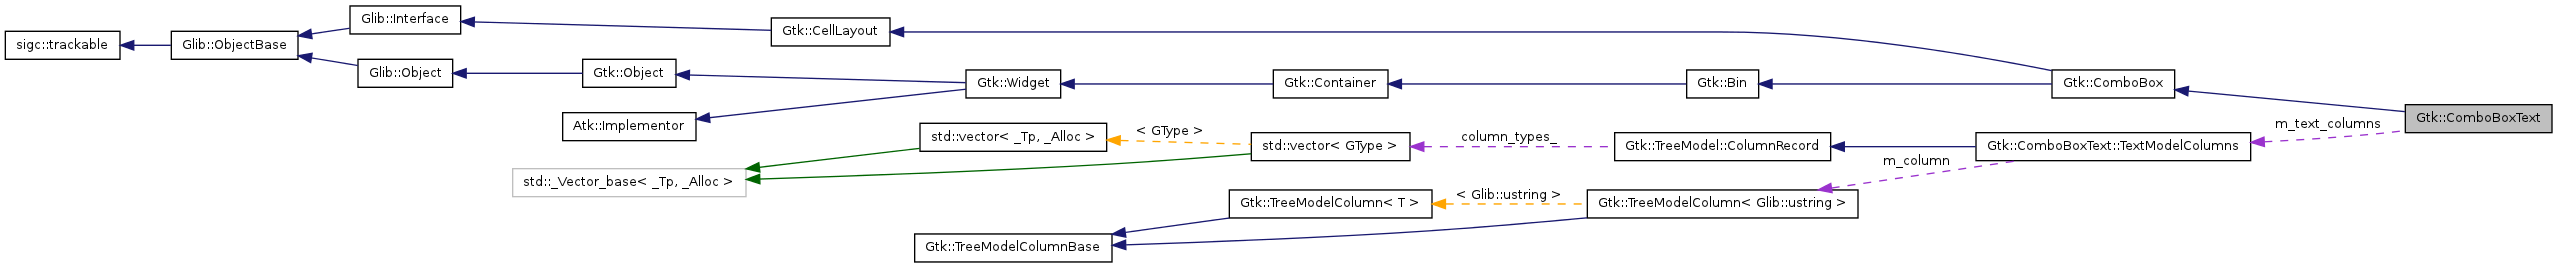 Glib::Interface
Gtk::CellLayout
sigc::trackable
Glib::ObjectBase
Glib::Object
Gtk::Object
Gtk::Widget
Gtk::Container
Gtk::Bin
Gtk::ComboBox
Gtk::ComboBoxText
Atk::Implementor
m_text_columns
std::vector< _Tp, _Alloc >
< GType >
std::vector< GType >
column_types_
Gtk::TreeModel::ColumnRecord
Gtk::ComboBoxText::TextModelColumns
m_column
std::_Vector_base< _Tp, _Alloc >
Gtk::TreeModelColumn< T >
< Glib::ustring >
Gtk::TreeModelColumn< Glib::ustring >
Gtk::TreeModelColumnBase